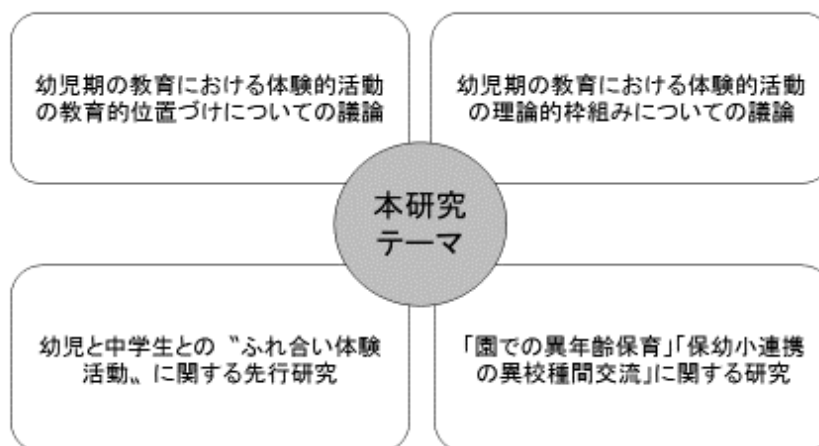 幼児期の教育における体験的活動
の教育的位置づけについての議論
幼児期の教育における体験的活動
の理論的枠組みについての議論
本研究
テーマ
幼児と中学生との〝ふれ合い体験
活動〟に関する先行研究
「園での異年齢保育」「保幼小連携
の異校種間交流」に関する研究